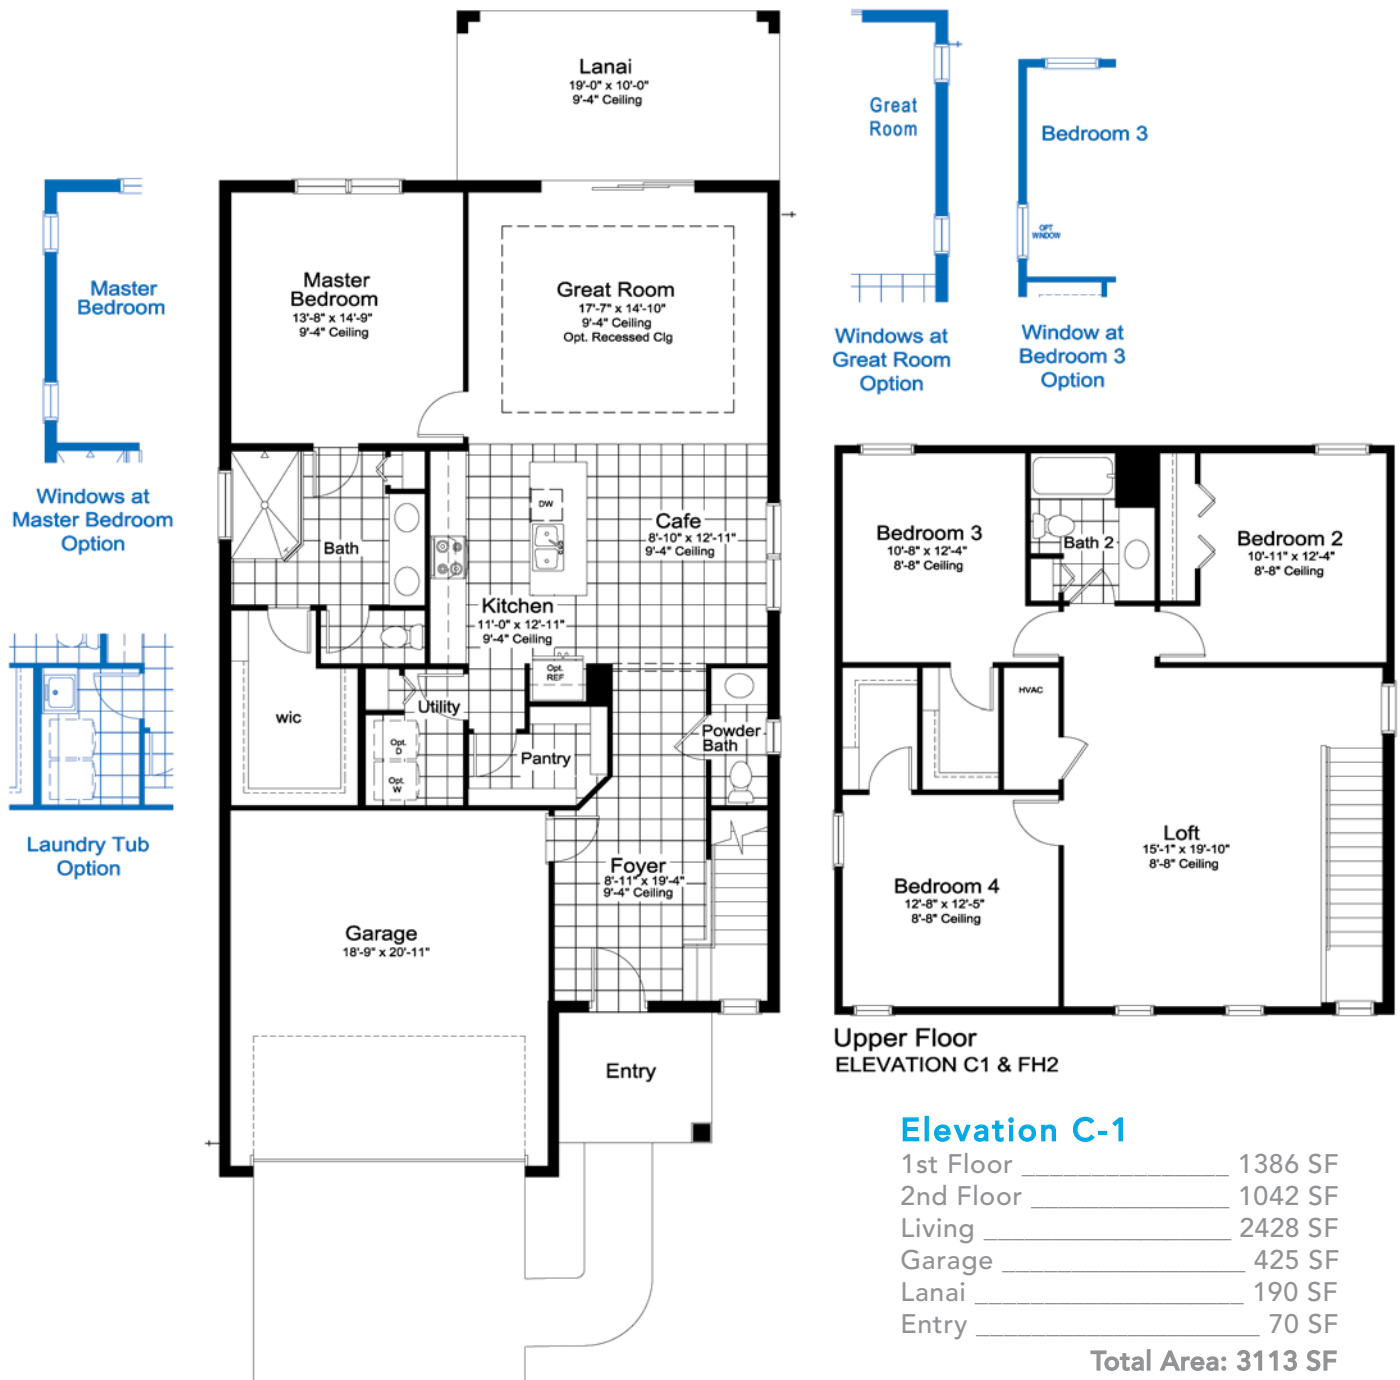 Lanai
19'-0" x 10'-0"
9'-4" Ceiling
Great
Room
Bedroom 3
OPT
WINDOW
Windows at
Great Room
Option
Window at
Bedroom 3
Option
Master
Bedroom
Windows at
Master Bedroom
Option
Master
Bedroom
13'-8" x 14'-9"
9'-4" Ceiling
Great Room
17'-7" x 14'-10"
9'-4" Ceiling
Opt. Recessed Clg
DW
Cafe
8'-10" x 12'-11"
9'-4" Ceiling
Bath
Kitchen
11'-0" x 12'-11"
9'-4" Ceiling
Opt.
REF
wic
Utility
Opt.
D
Opt.
W
Pantry
Powder
Bath
Laundry Tub
Option
Foyer
8'-11" x 19'-4"
9'-4" Ceiling
Garage
18'-9" x 20'-11"
Entry
Bedroom 3
10'-8" x 12'-4"
8'-8" Ceiling
Bath 2
Bedroom 2
10'-11" x 12'-4"
8'-8" Ceiling
HVAC
Loft
15'-1" x 19'-10"
8'-8" Ceiling
Bedroom 4
12'-8" x 12'-5"
8'-8" Ceiling
Upper Floor
ELEVATION C1 & FH2
Elevation C-1
1st Floor _______________ 1386 SF
2nd Floor ______________ 1042 SF
Living __________________ 2428 SF
Garage __________________ 425 SF
Lanai ____________________ 190 SF
Entry _____________________ 70 SF
Total Area: 3113 SF